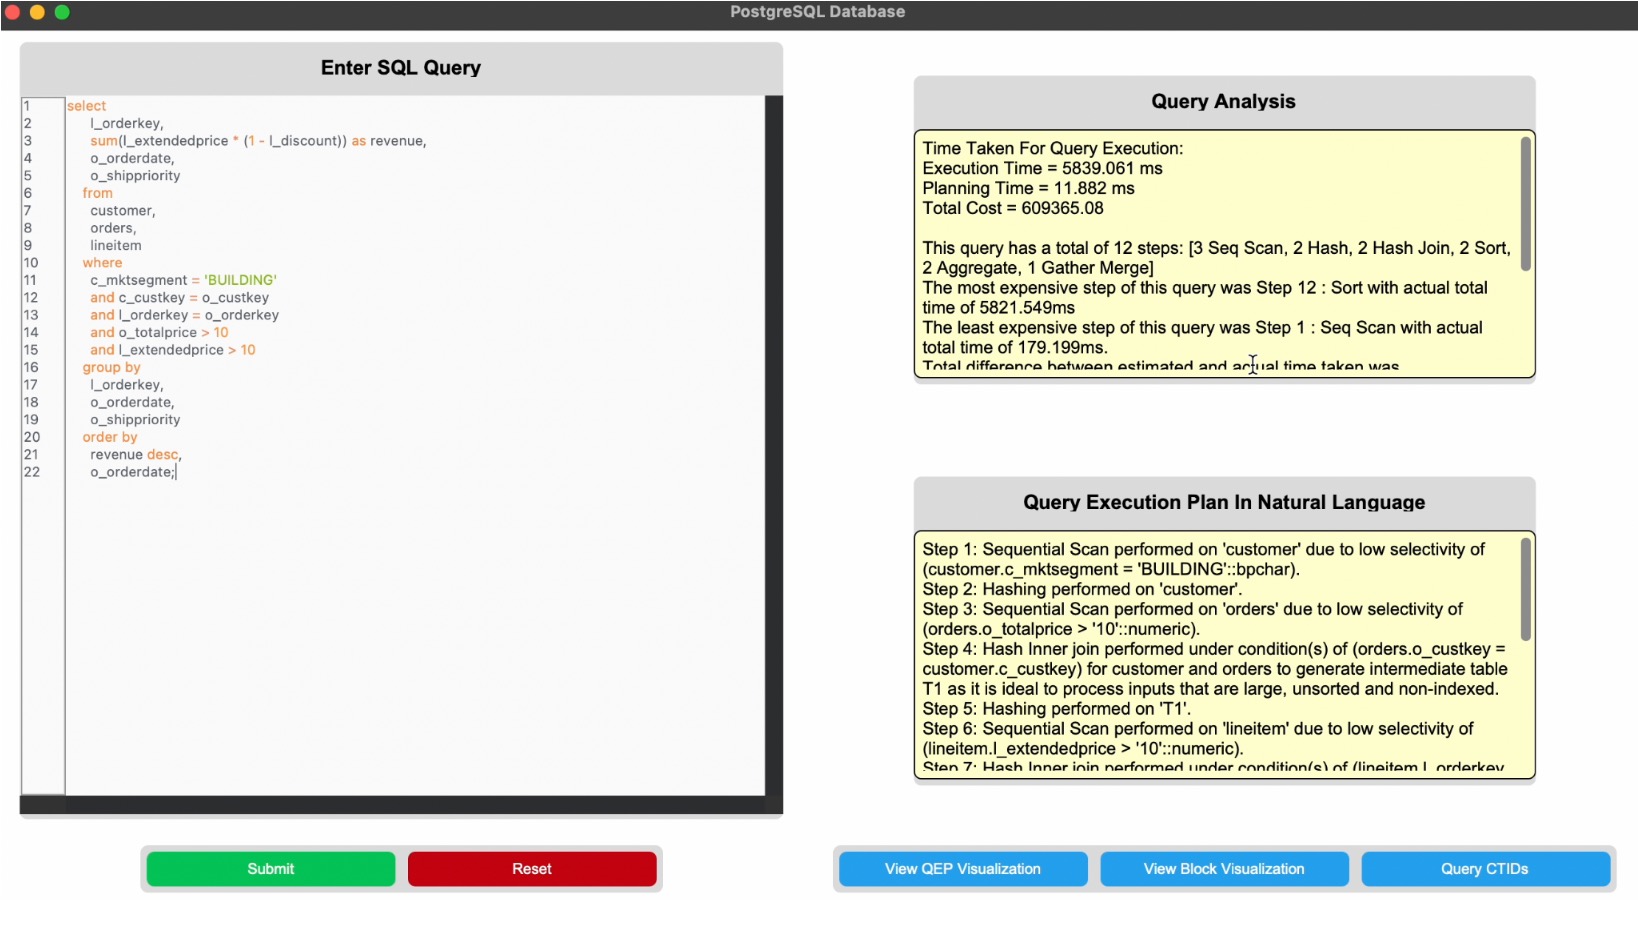 PostgreSQL Database
Enter SQL Query
1 select
2 l_orderkey,
3 sum(l_extendedprice * (1 - l_discount)) as revenue,
4 o_orderdate,
5 o_shippriority
6 from
7 customer,
8 orders,
9 lineitem
10 where
11 c_mktsegment = 'BUILDING'
12 and c_custkey = o_custkey
13 and l_orderkey = o_orderkey
14 and o_totalprice > 10
15 and l_extendedprice > 10
16 group by
17 l_orderkey,
18 o_orderdate,
19 o_shippriority
20 order by
21 revenue desc,
22 o_orderdate;
Submit
Reset
Query Analysis
Time Taken For Query Execution:
Execution Time = 5839.061 ms
Planning Time = 11.882 ms
Total Cost = 609365.08
This query has a total of 12 steps: [3 Seq Scan, 2 Hash, 2 Hash Join, 2 Sort,
2 Aggregate, 1 Gather Merge]
The most expensive step of this query was Step 12 : Sort with actual total
time of 5821.549ms
The least expensive step of this query was Step 1 : Seq Scan with actual
total time of 179.199ms.
Total difference between estimated and actual time taken was
Query Execution Plan In Natural Language
Step 1: Sequential Scan performed on 'customer' due to low selectivity of
(customer.c_mktsegment = 'BUILDING'::bpchar).
Step 2: Hashing performed on 'customer'.
Step 3: Sequential Scan performed on 'orders' due to low selectivity of
(orders.o_totalprice > '10'::numeric).
Step 4: Hash Inner join performed under condition(s) of (orders.o_custkey =
customer.c_custkey) for customer and orders to generate intermediate table
T1 as it is ideal to process inputs that are large, unsorted and non-indexed.
Step 5: Hashing performed on 'T1'.
Step 6: Sequential Scan performed on 'lineitem' due to low selectivity of
(lineitem.l_extendedprice > '10'::numeric).
Step 7: Hash Inner join performed under condition(s) of (lineitem.l_orderkey
View QEP Visualization
View Block Visualization
Query CTIDs